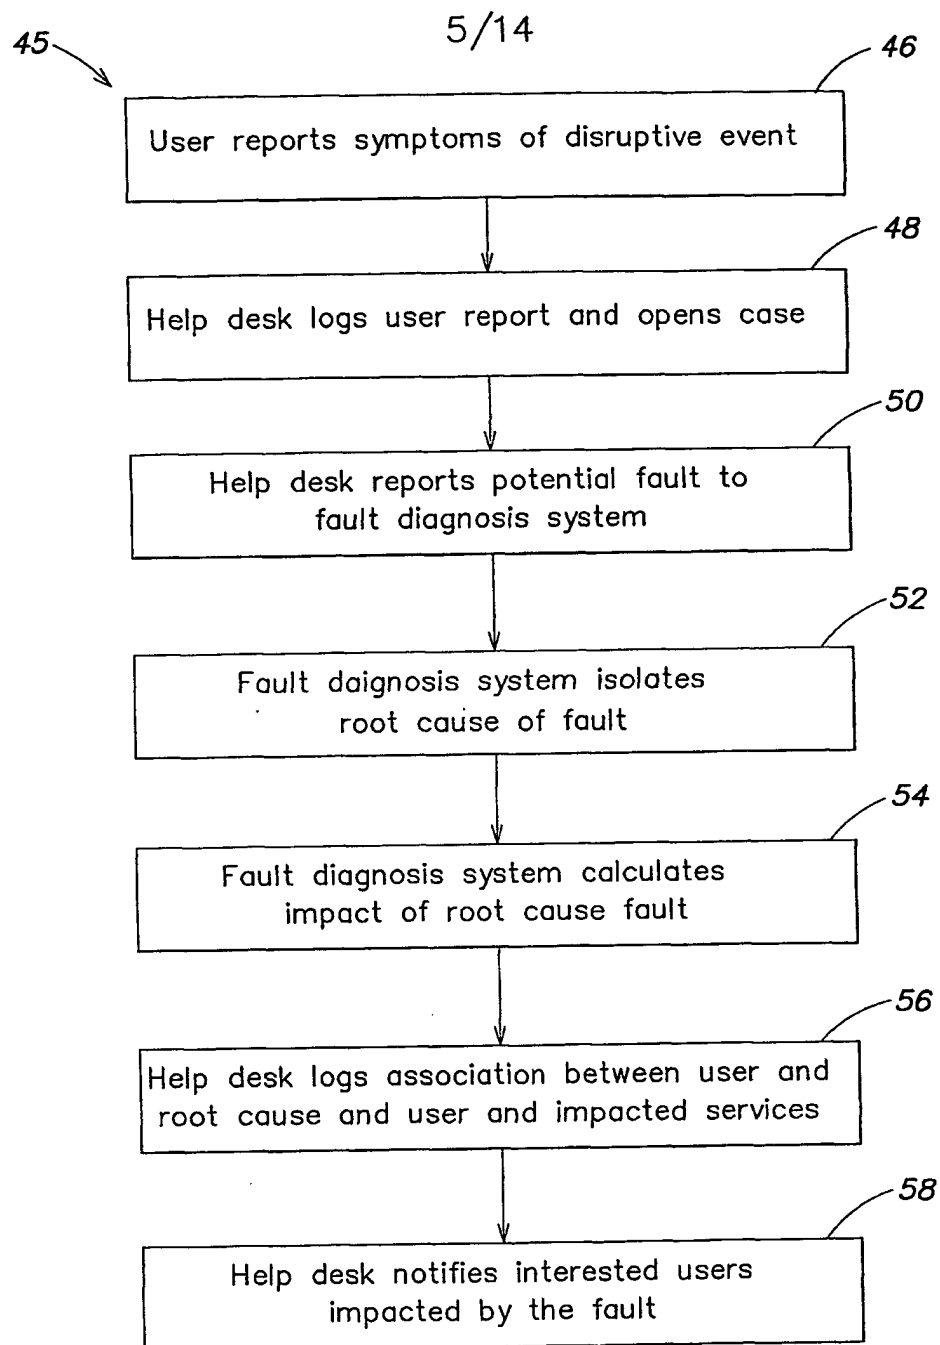 5/14
45
46
User reports symptoms of disruptive event
48
Help desk logs user report and opens case
50
Help desk reports potential fault to
fault diagnosis system
52
Fault daignosis system isolates
root cause of fault
54
Fault diagnosis system calculates
impact of root cause fault
56
Help desk logs association between user and
root cause and user and impacted services
58
Help desk notifies interested users
impacted by the fault